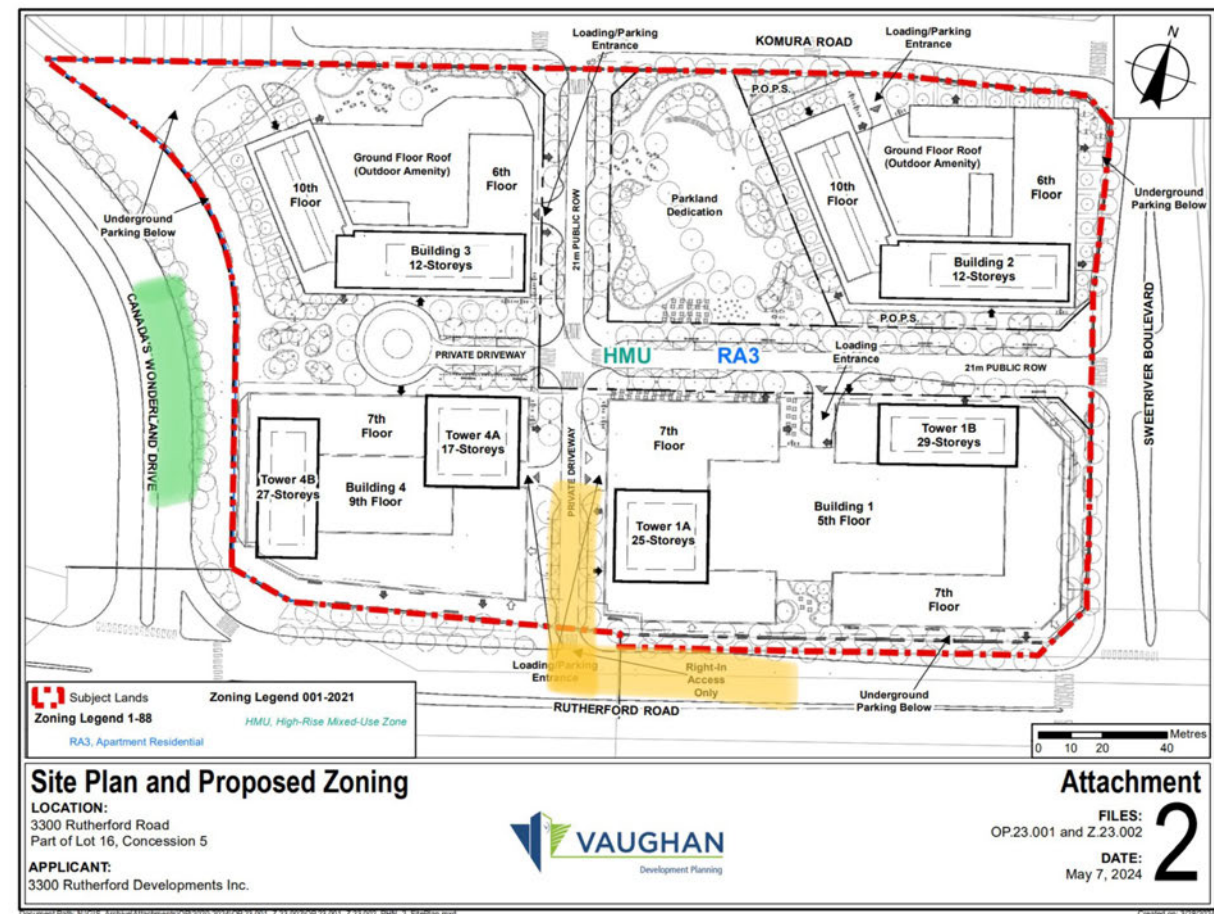 Loading/Parking
Entrance
KOMURA ROAD
Loading/Parking
Entrance
N
P.O.P.S.
Ground Floor Roof
(Outdoor Amenity)
6th
Floor
10th
Floor
Ground Floor Roof
(Outdoor Amenity)
10th
Floor
6th
Floor
Parkland
Dedication
Underground
Parking Below
Underground
Parking Below
21m PUBLIC ROW
Building 3
12-Storeys
Building 2
12-Storeys
CANADA'S WONDERLAND DRIVE
P.O.P.S.
SWEETRIVER BOULEVARD
PRIVATE DRIVEWAY
HMU
RA3
Loading
Entrance
21m PUBLIC ROW
7th
Floor
Tower 4A
17-Storeys
Tower 4B
27-Storeys
Building 4
9th Floor
PRIVATE DRIVEWAY
7th
Floor
Tower 1B
29-Storeys
Tower 1A
25-Storeys
Building 1
5th Floor
7th
Floor
Loading/Parking
Entrance
Right-In
Access
Only
Underground
Parking Below
RUTHERFORD ROAD
Subject Lands
Zoning Legend 001-2021
Zoning Legend 1-88
HMU, High-Rise Mixed-Use Zone
RA3, Apartment Residential
Metres
0 10 20 40
Site Plan and Proposed Zoning
LOCATION:
3300 Rutherford Road
Part of Lot 16, Concession 5
APPLICANT:
3300 Rutherford Developments Inc.
VAUGHAN
Development Planning
Attachment
2
FILES:
OP.23.001 and Z.23.002
DATE:
May 7, 2024